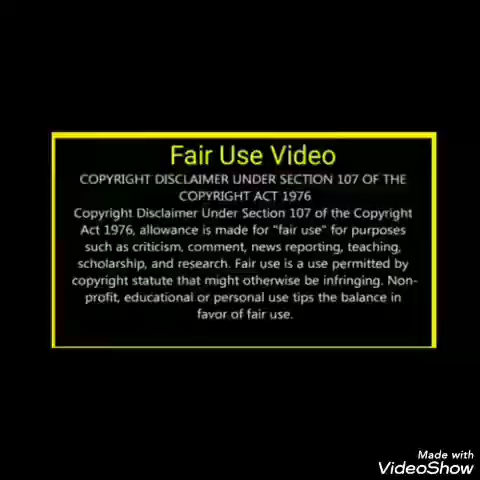 Fair Use Video
COPYRIGHT DISCLAIMER UNDER SECTION 107 OF THE
COPYRIGHT ACT 1976
Copyright Disclaimer Under Section 107 of the Copyright
Act 1976, allowance is made for "fair use" for purposes
such as criticism, comment, news reporting, teaching,
scholarship, and research. Fair use is a use permitted by
copyright statute that might otherwise be infringing. Non-
profit, educational or personal use tips the balance in
favor of fair use.
Made with
VideoShow